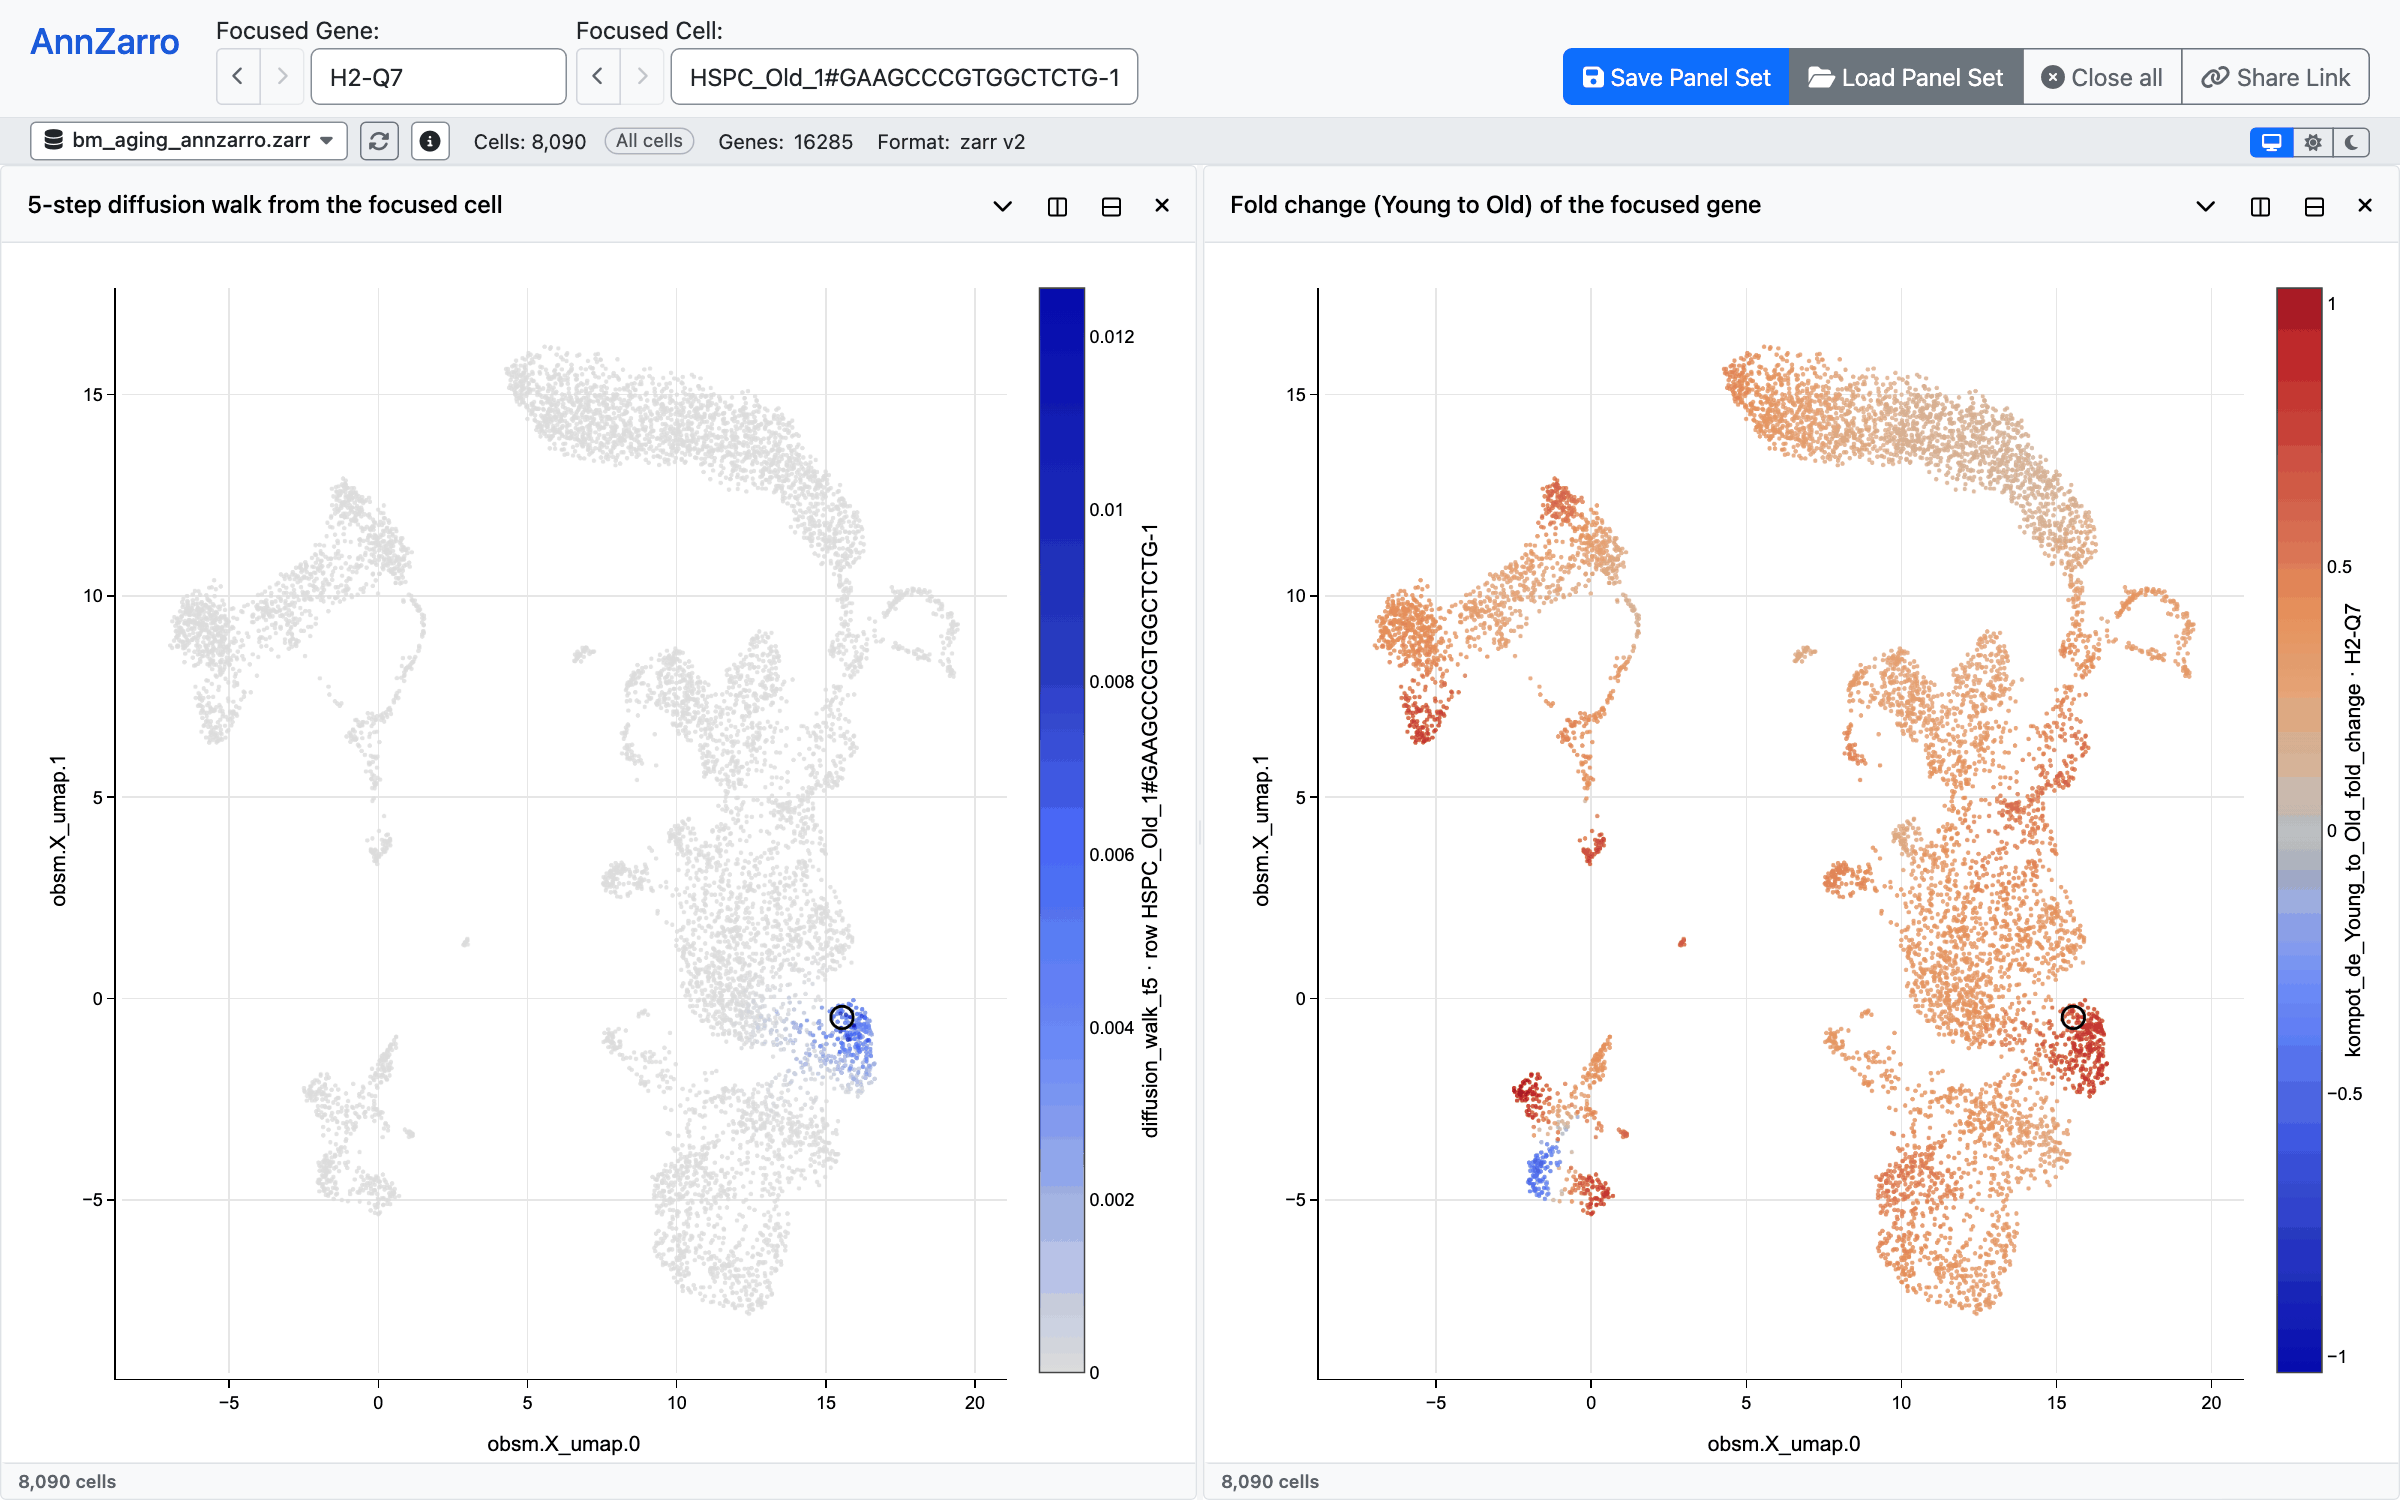 AnnZarro
Focused Gene:
H2-Q7
Focused Cell:
HSPC_Old_1#GAAGCCCGTGGCTCTG-1
Save Panel Set
Load Panel Set
Close all
Share Link
bm_aging_annzarro.zarr
Cells: 8,090
All cells
Genes: 16285
Format: zarr v2
5-step diffusion walk from the focused cell
15
10
5
0
−5
−5
0
5
10
15
20
obsm.X_umap.1
obsm.X_umap.0
0.012
0.01
0.008
0.006
0.004
0.002
0
diffusion_walk_t5 · row HSPC_Old_1#GAAGCCCGTGGCTCTG-1
8,090 cells
Fold change (Young to Old) of the focused gene
15
10
5
0
−5
−5
0
5
10
15
20
obsm.X_umap.1
obsm.X_umap.0
1
0.5
0
−0.5
−1
kompot_de_Young_to_Old_fold_change · H2-Q7
8,090 cells